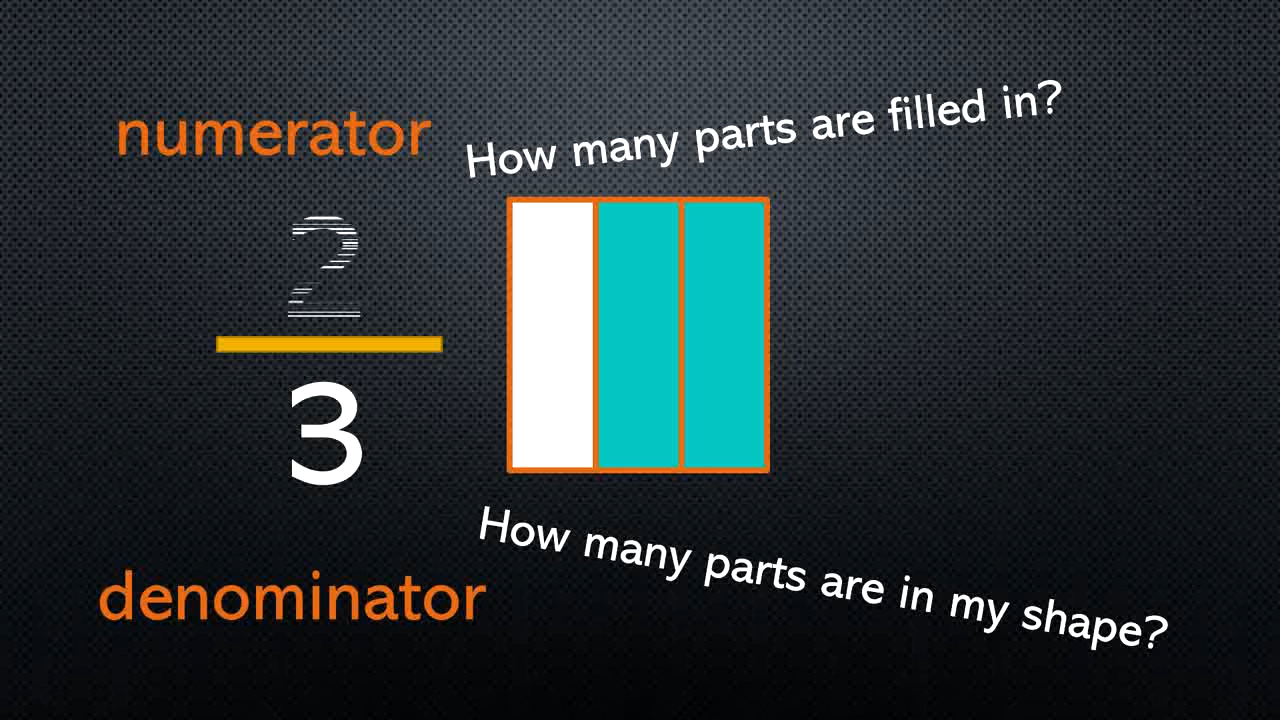 numerator
How many parts are filled in?
2
3
How many parts are in my shape?
denominator